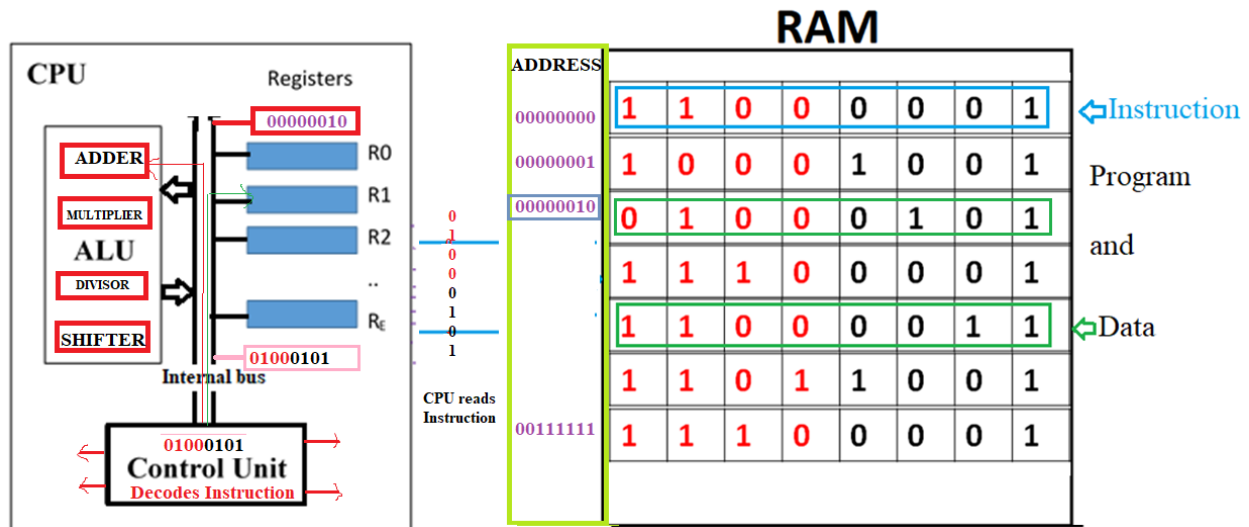 RAM
CPU
Registers
00000010
ADDER
R0
MULTIPLIER
R1
ALU
R2
DIVISOR
..
SHIFTER
RE
01000101
Internal bus
01000101
Control Unit
Decodes Instruction
0
1
0
0
0
1
0
1
CPU reads
Instruction
ADDRESS
00000000 1 1 0 0 0 0 0 1
00000001 1 0 0 0 1 0 0 1
00000010 0 1 0 0 0 1 0 1
1 1 1 0 0 0 0 1
1 1 0 0 0 0 1 1
1 1 0 1 1 0 0 1
00111111 1 1 1 0 0 0 0 1
Instruction
Program
and
Data